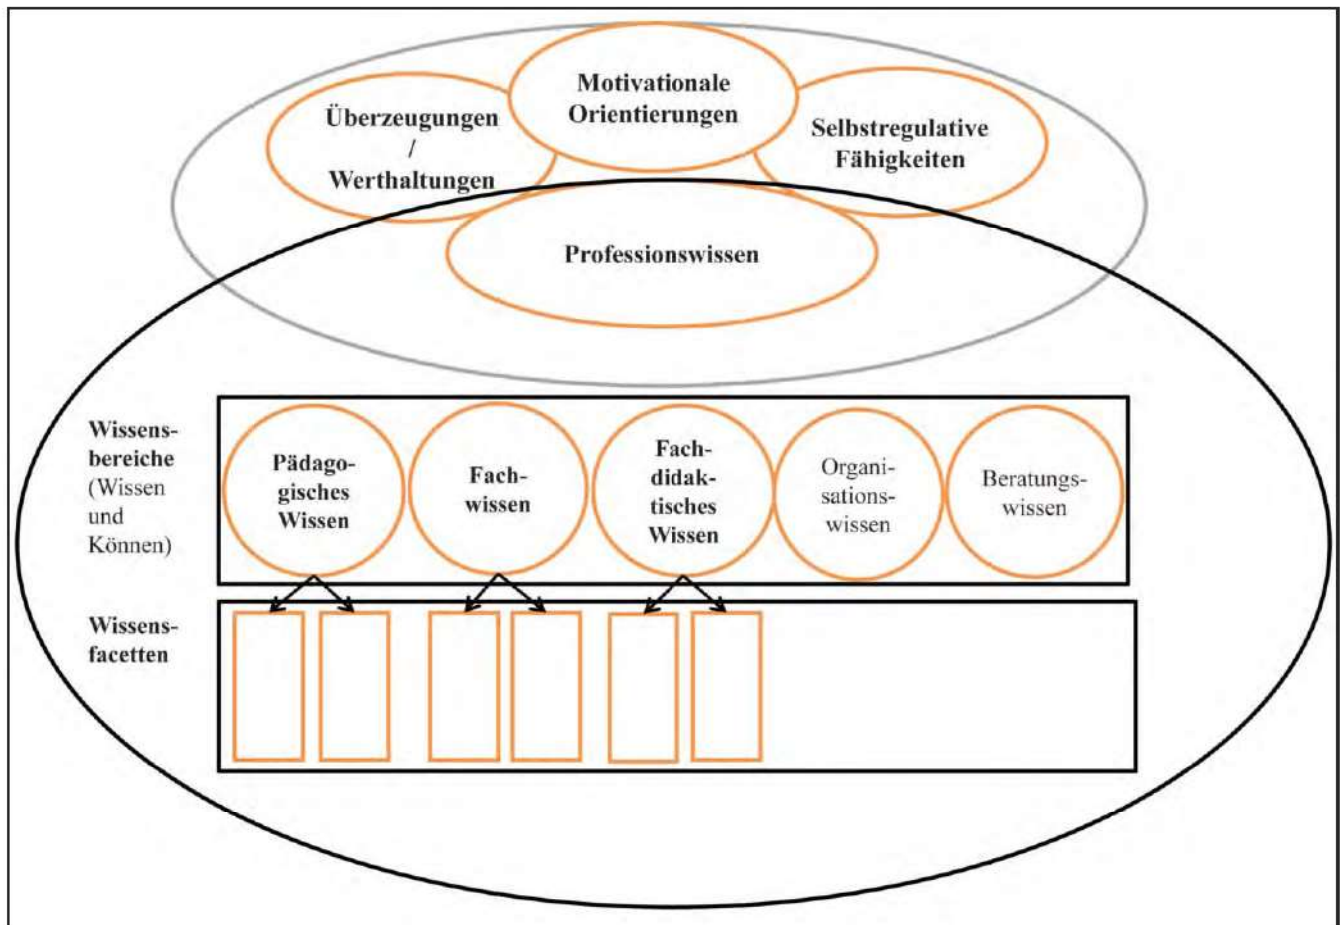 Motivationale
Orientierungen
Überzeugungen
/
Werthaltungen
Selbstregulative
Fähigkeiten
Professionswissen
Wissens-
bereiche
(Wissen
und
Können)
Pädago-
gisches
Wissen
Fach-
wissen
Fach-
didak-
tisches
Wissen
Organi-
sations-
wissen
Beratungs-
wissen
Wissens-
facetten